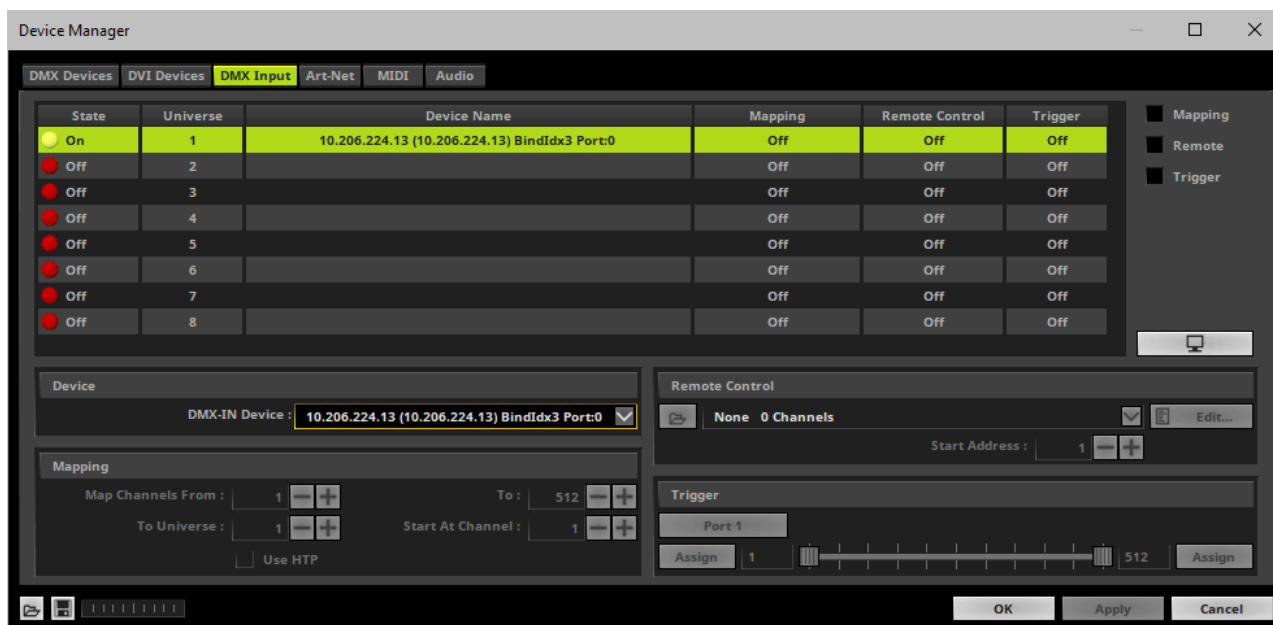 Device Manager
DMX Devices DVI Devices DMX Input Art-Net MIDI Audio
State Universe Device Name Mapping Remote Control Trigger
On 1 10.206.224.13 (10.206.224.13) BindIdx3 Port:0 Off Off Off
Off 2 Off Off Off
Off 3 Off Off Off
Off 4 Off Off Off
Off 5 Off Off Off
Off 6 Off Off Off
Off 7 Off Off Off
Off 8 Off Off Off
Mapping
Remote
Trigger
Device
DMX-IN Device : 10.206.224.13 (10.206.224.13) BindIdx3 Port:0
Mapping
Map Channels From : 1 To : 512
To Universe : 1 Start At Channel : 1
Use HTP
Remote Control
None 0 Channels Edit...
Start Address : 1
Trigger
Port 1
Assign 1 512 Assign
OK Apply Cancel